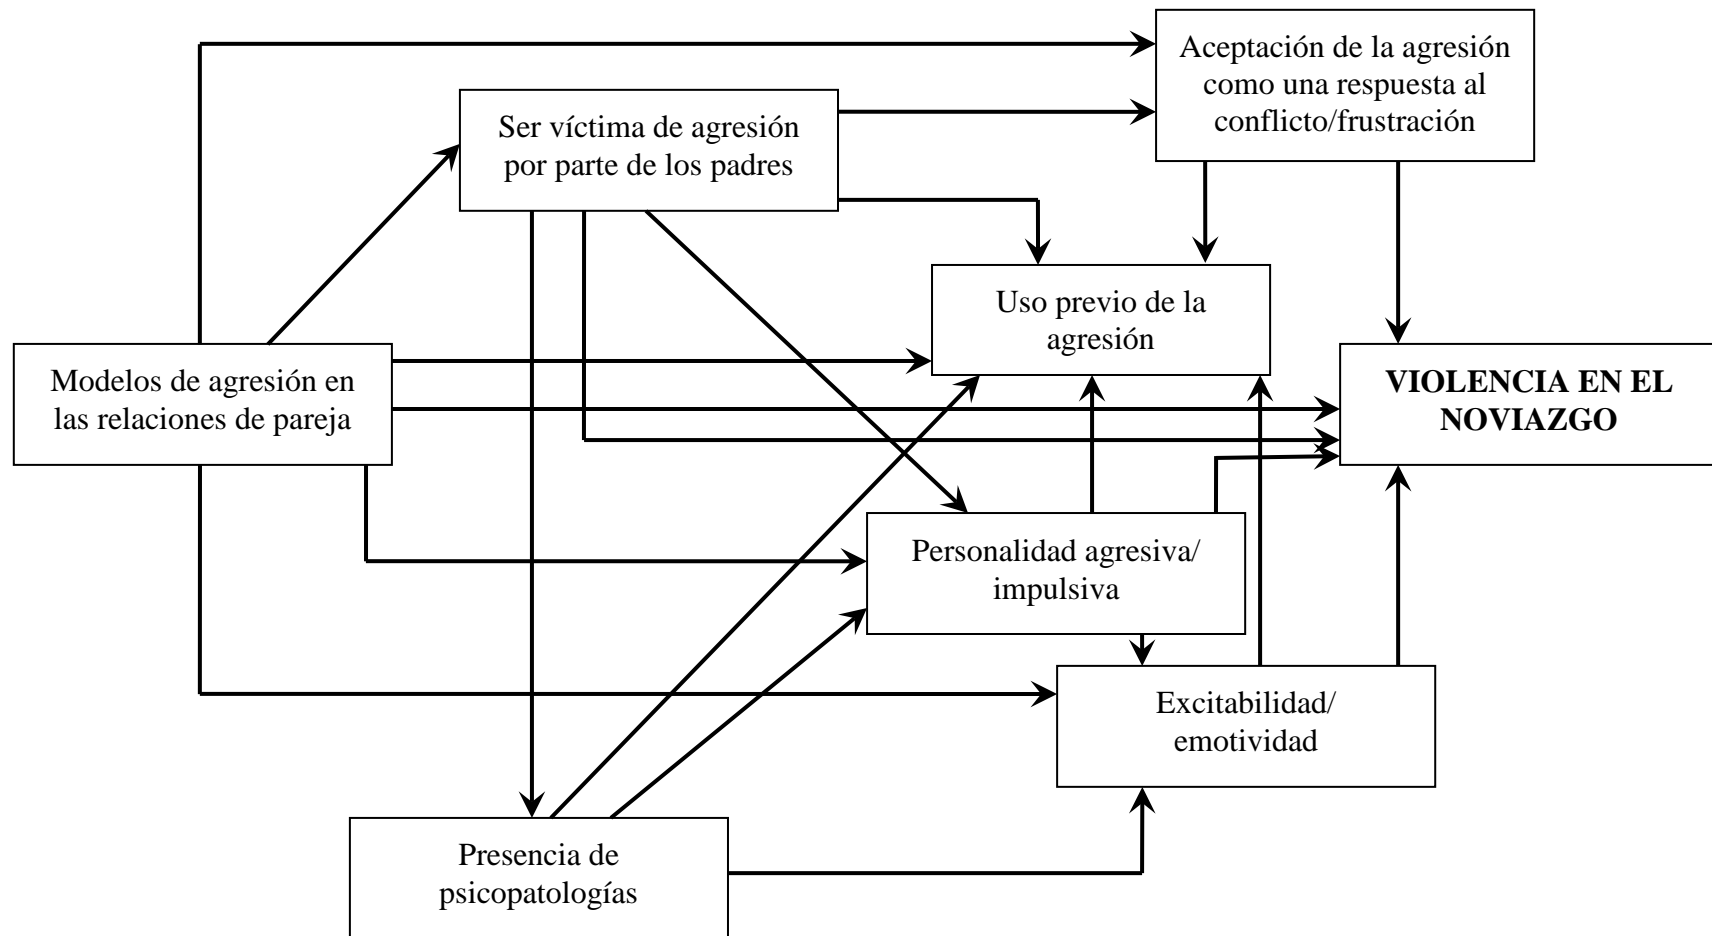 Aceptación de la agresión
como una respuesta al
conflicto/frustración
Ser víctima de agresión
por parte de los padres
Uso previo de la
agresión
Modelos de agresión en
las relaciones de pareja
VIOLENCIA EN EL
NOVIAZGO
Personalidad agresiva/
impulsiva
Excitabilidad/
emotividad
Presencia de
psicopatologías